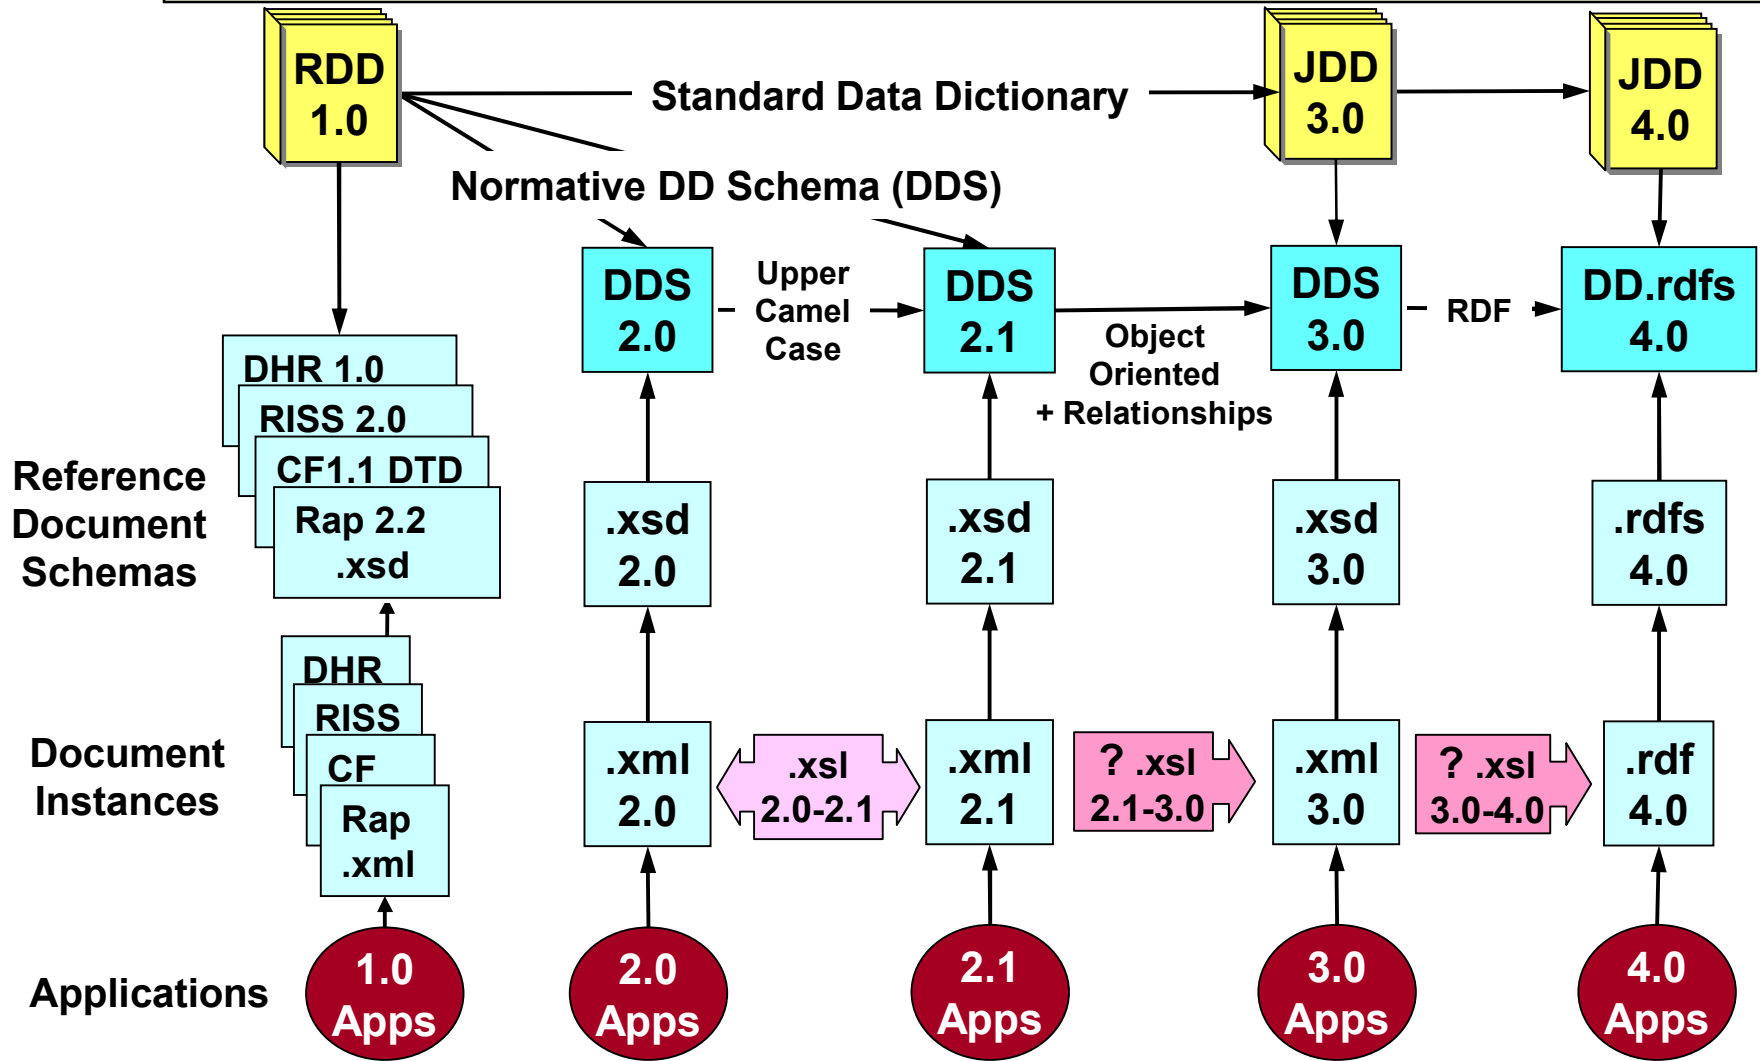 RDD
1.0
Standard Data Dictionary
JDD
3.0
JDD
4.0
Normative DD Schema (DDS)
DDS
2.0
Upper
Camel
Case
DDS
2.1
Object
Oriented
+ Relationships
DDS
3.0
RDF
DD.rdfs
4.0
Reference
Document
Schemas
DHR 1.0
RISS 2.0
CF1.1 DTD
Rap 2.2
.xsd
.xsd
2.0
.xsd
2.1
.xsd
3.0
.rdfs
4.0
Document
Instances
DHR
RISS
CF
Rap
.xml
.xml
2.0
.xsl
2.0-2.1
.xml
2.1
? .xsl
2.1-3.0
.xml
3.0
? .xsl
3.0-4.0
.rdf
4.0
Applications
1.0
Apps
2.0
Apps
2.1
Apps
3.0
Apps
4.0
Apps